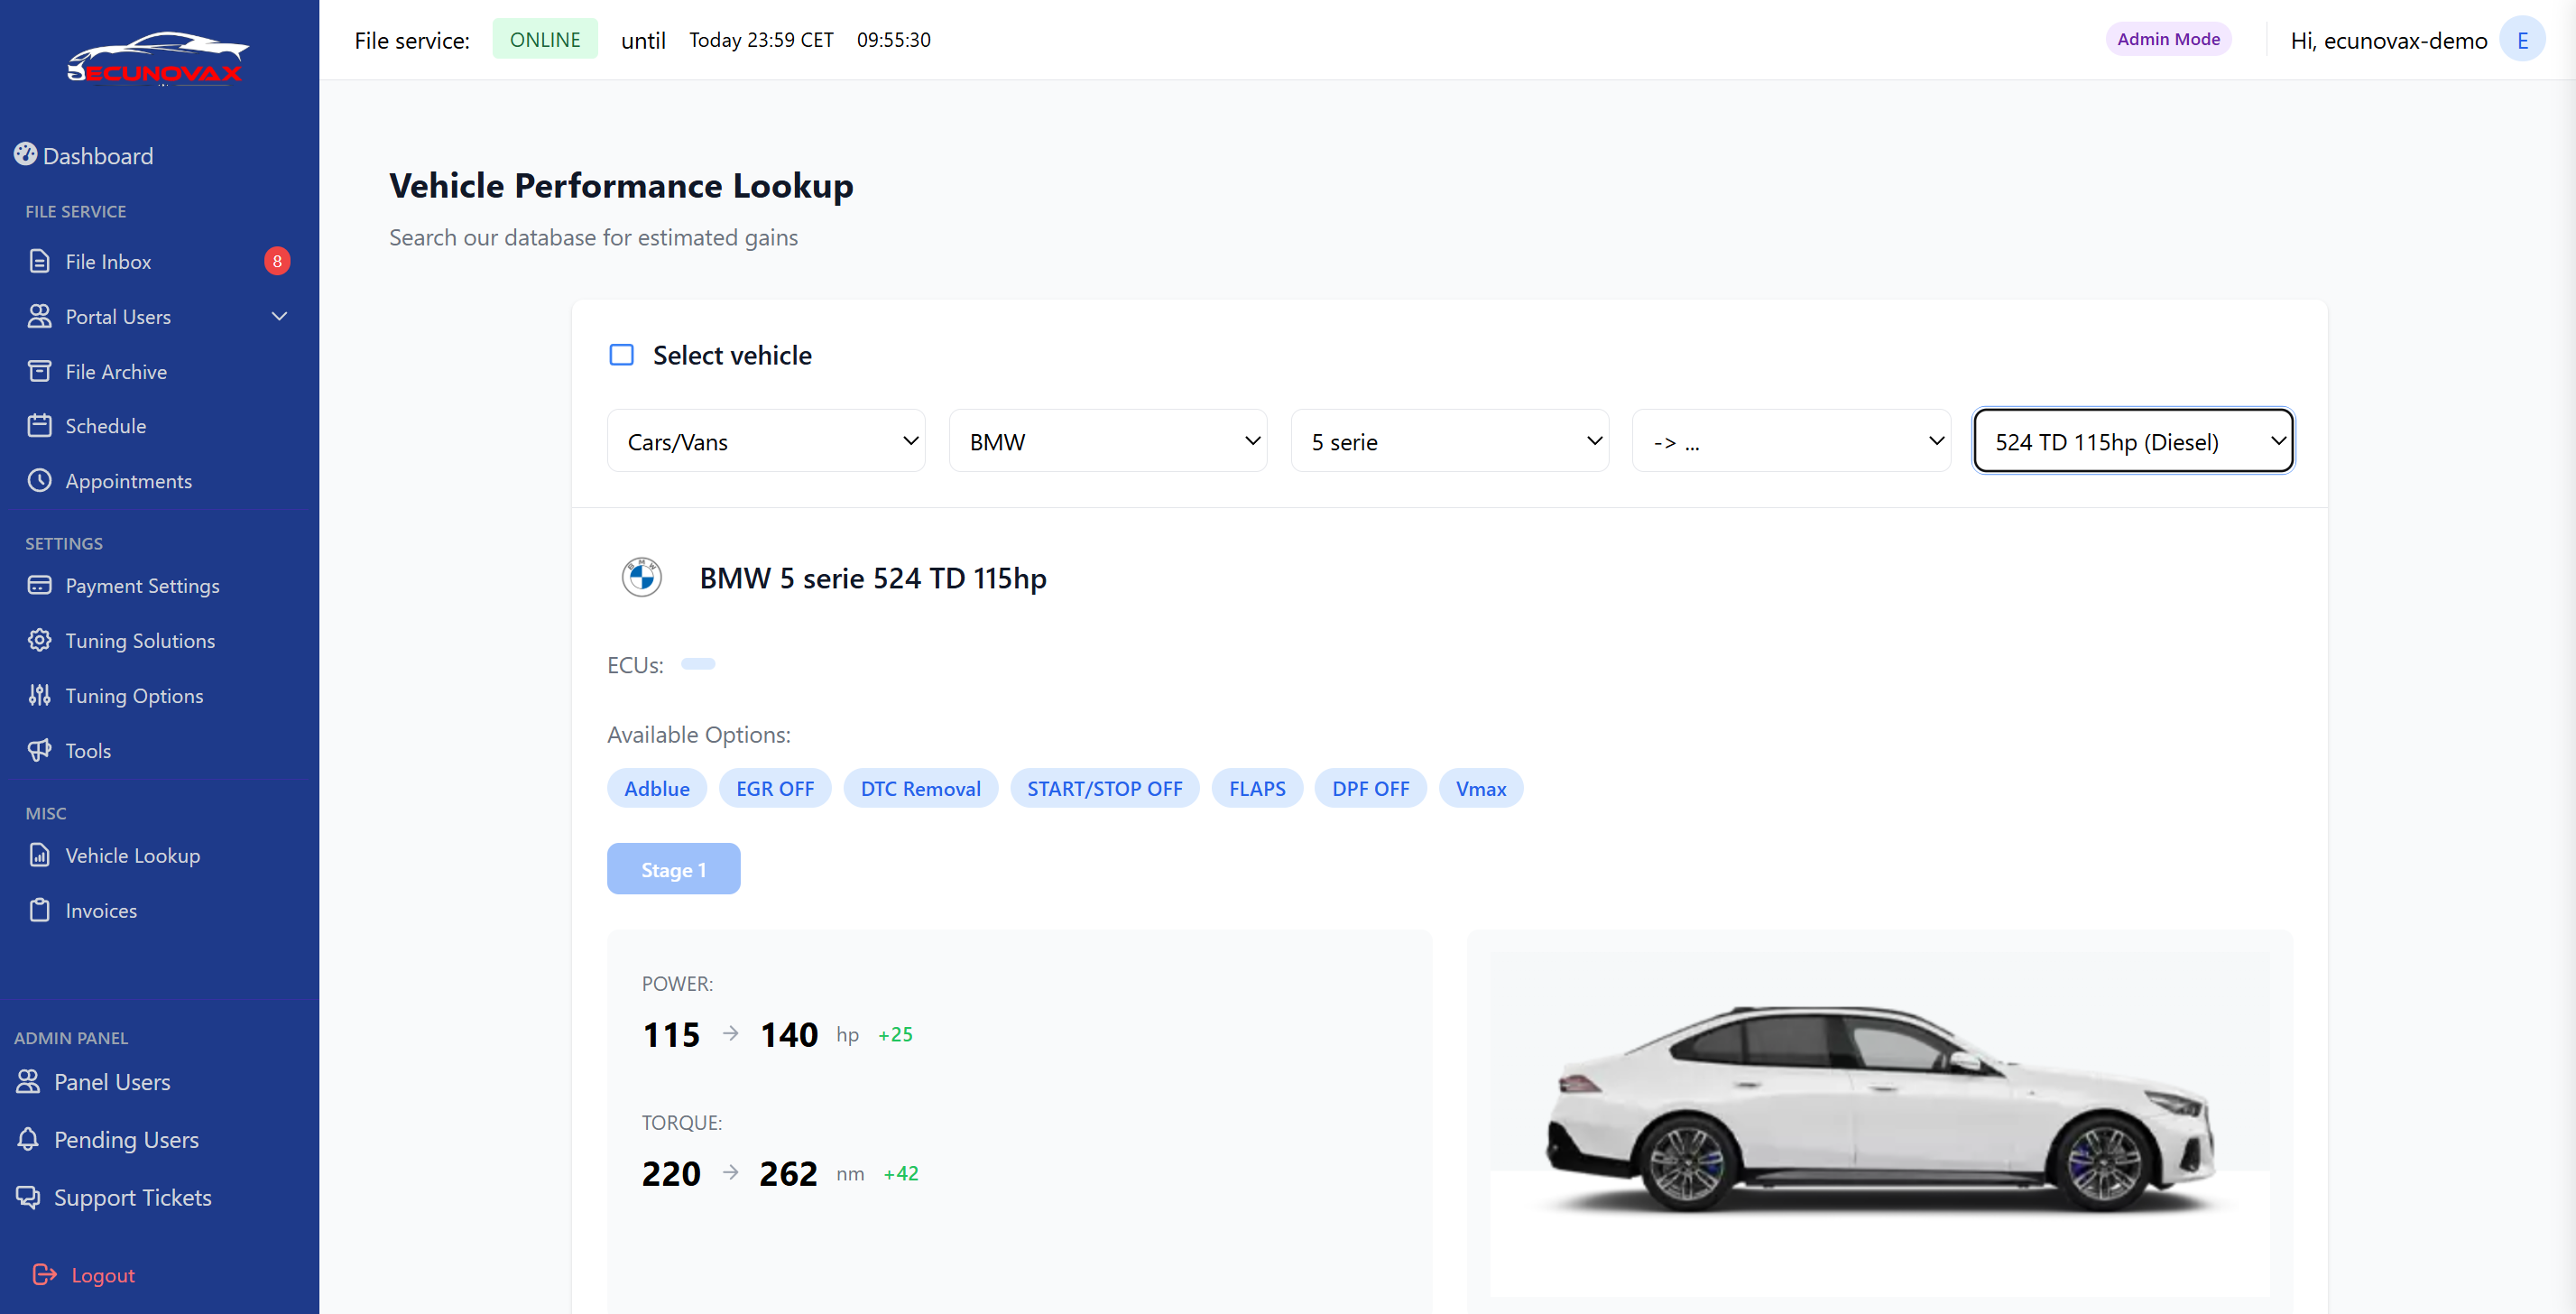 ECUNOVAX
File service: ONLINE until Today 23:59 CET 09:55:30
Admin Mode
Hi, ecunovax-demo E
Dashboard
FILE SERVICE
File Inbox 8
Portal Users
File Archive
Schedule
Appointments
SETTINGS
Payment Settings
Tuning Solutions
Tuning Options
Tools
MISC
Vehicle Lookup
Invoices
ADMIN PANEL
Panel Users
Pending Users
Support Tickets
Logout
Vehicle Performance Lookup
Search our database for estimated gains
Select vehicle
Cars/Vans BMW 5 serie -> ... 524 TD 115hp (Diesel)
BMW 5 serie 524 TD 115hp
ECUs:
Available Options:
Adblue EGR OFF DTC Removal START/STOP OFF FLAPS DPF OFF Vmax
Stage 1
POWER:
115 → 140 hp +25
TORQUE:
220 → 262 nm +42